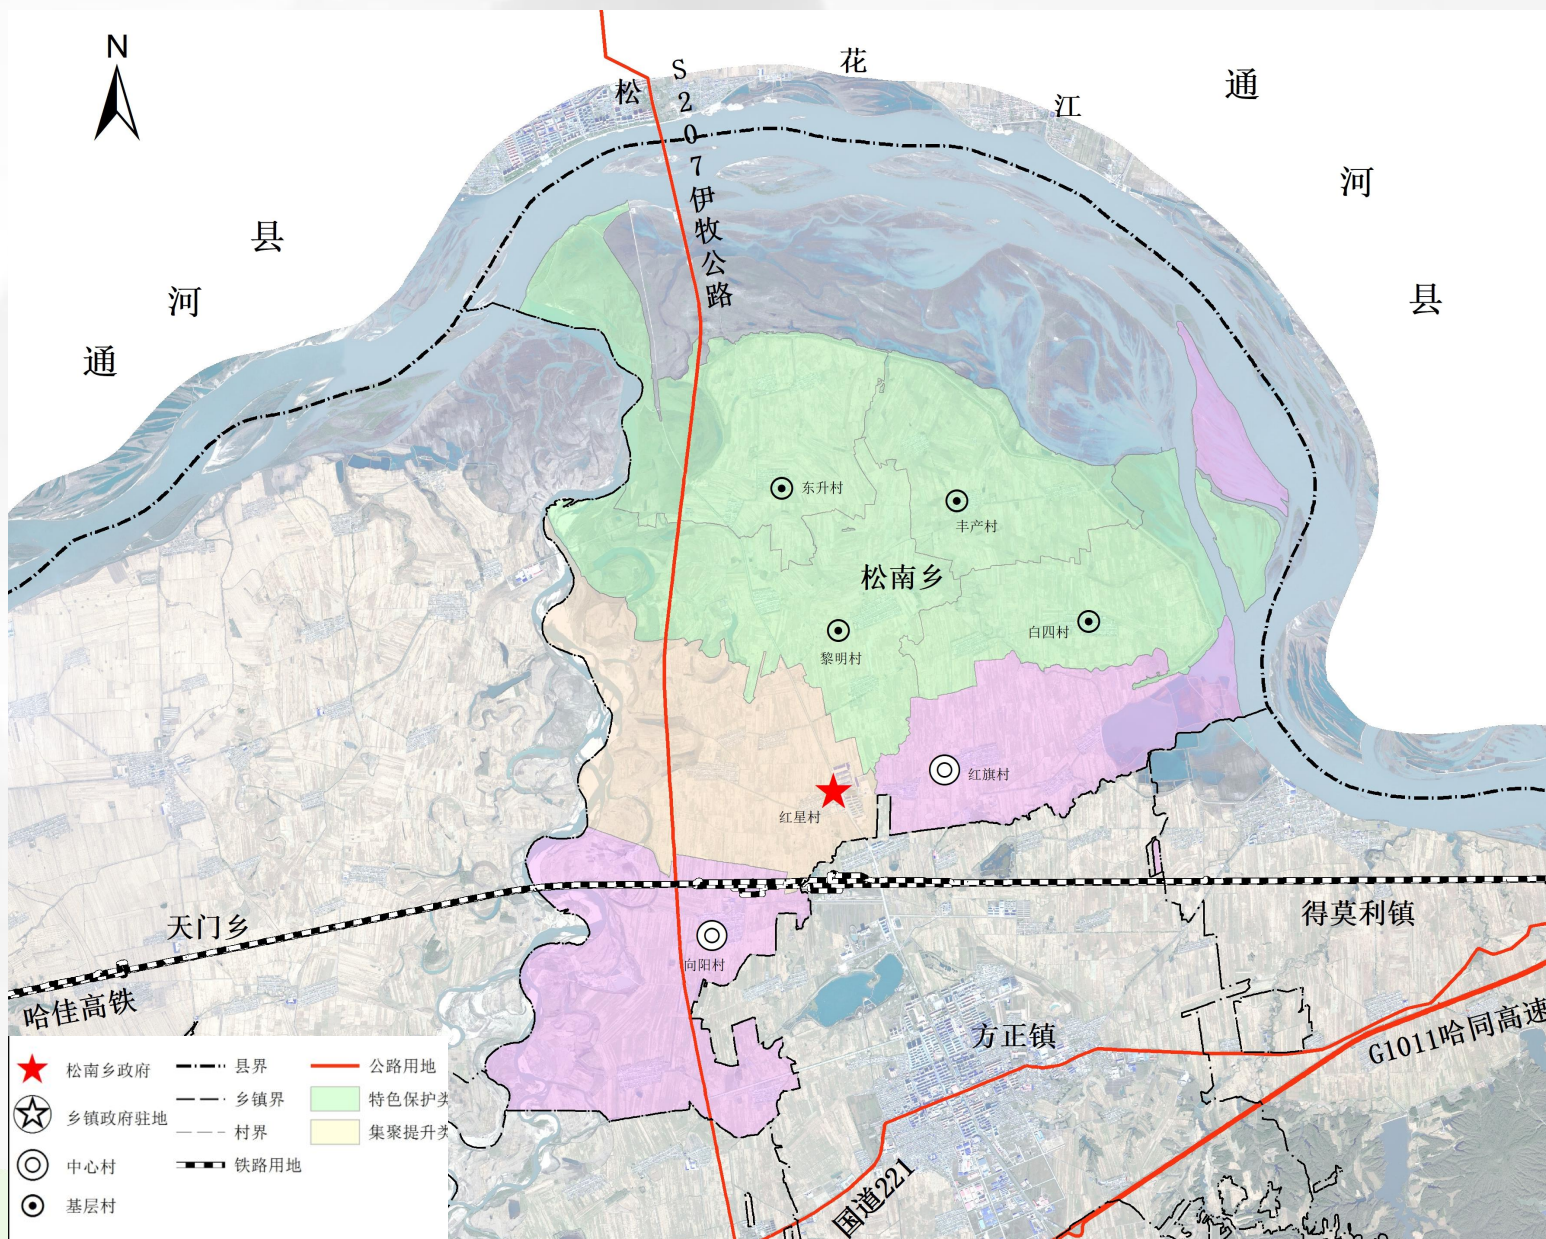 N
松
花
江
S207伊牧公路
通
河
县
县
河
通
东升村
丰产村
松南乡
白四村
黎明村
红旗村
红星村
天门乡
得莫利镇
向阳村
哈佳高铁
方正镇
G1011哈同高速
国道221
松南乡政府
县界
公路用地
乡镇政府驻地
乡镇界
特色保护类
村界
集聚提升类
中心村
铁路用地
基层村